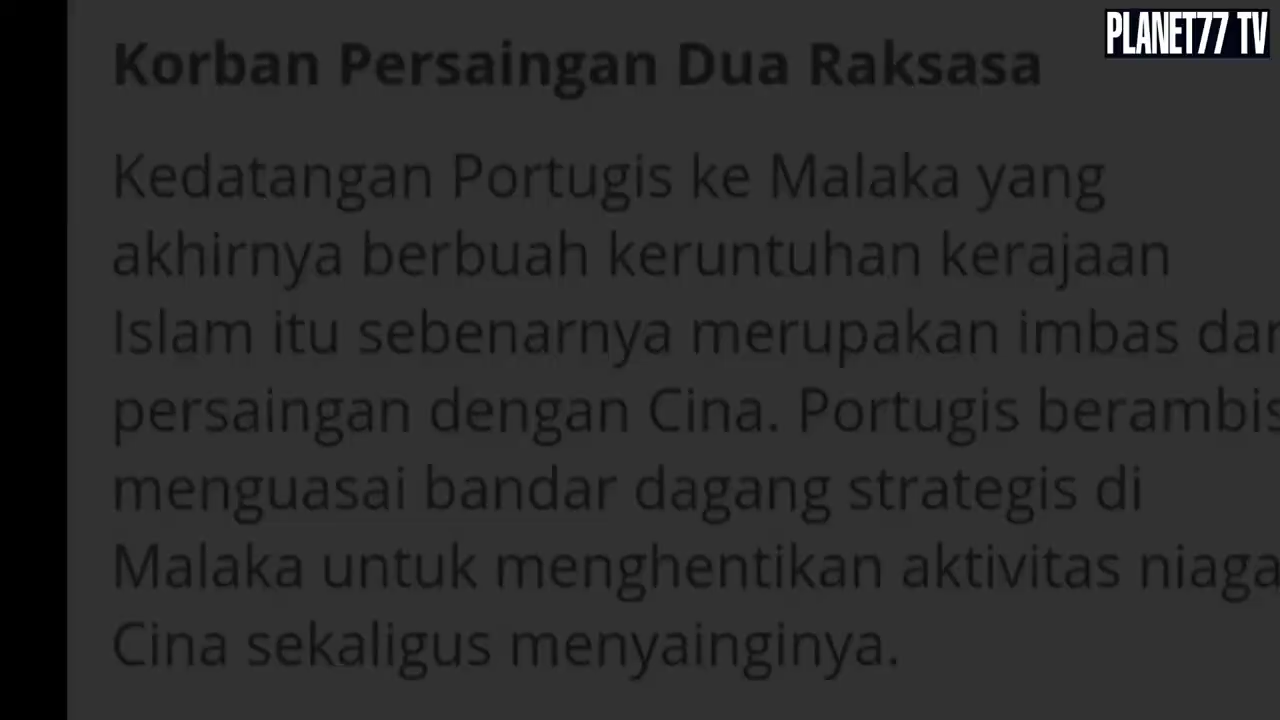 PLANET77 TV
Korban Persaingan Dua Raksasa
Kedatangan Portugis ke Malaka yang
akhirnya berbuah keruntuhan kerajaan
Islam itu sebenarnya merupakan imbas
persaingan dengan Cina. Portugis
menguasai bandar dagang strategis di
Malaka untuk menghentikan aktivitas niaga
Cina sekaligus menyainginya.